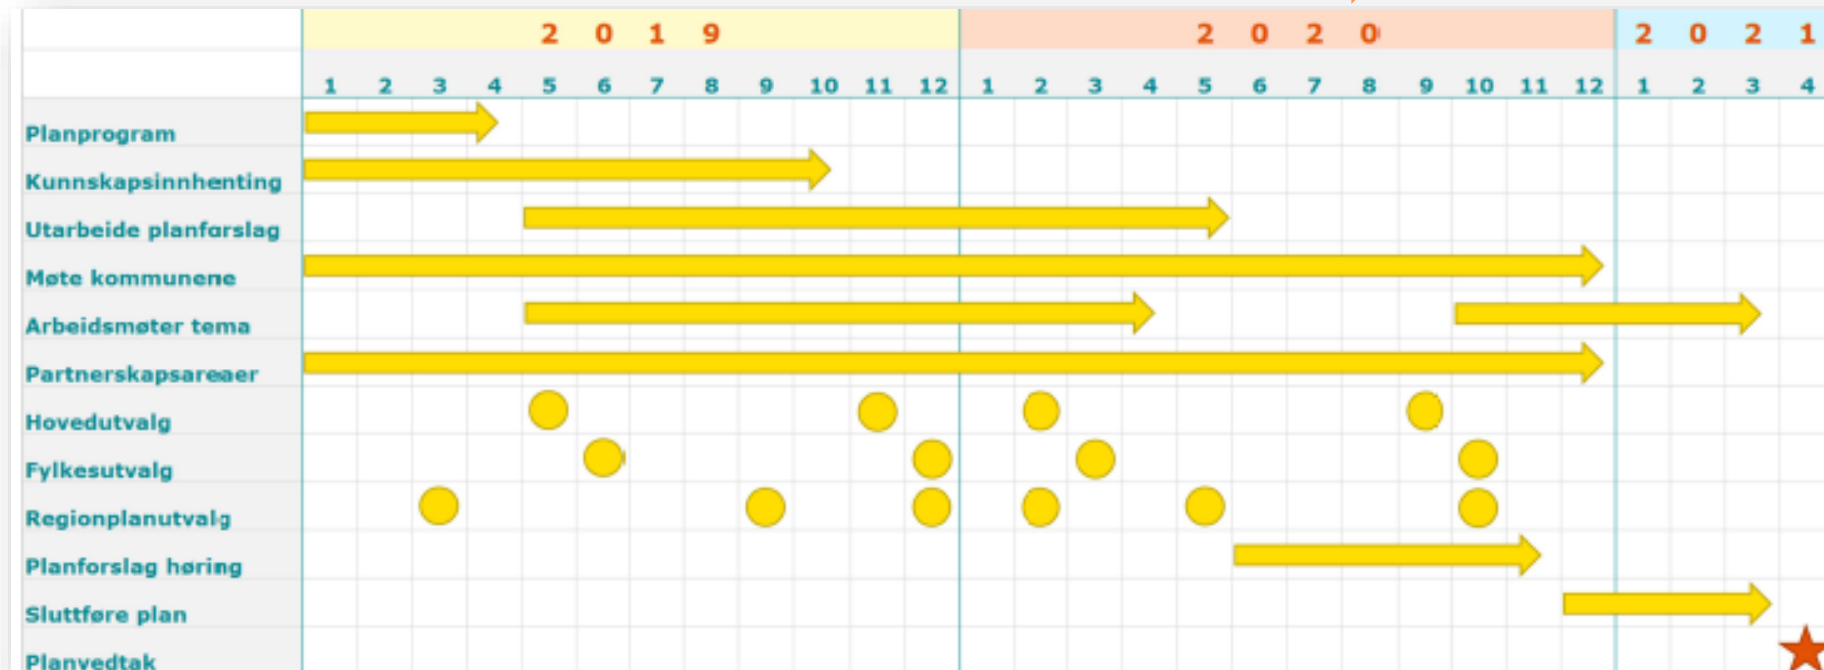 2 0 1 9 2 0 2 0 2 0 2 1
1 2 3 4 5 6 7 8 9 10 11 12 1 2 3 4 5 6 7 8 9 10 11 12 1 2 3 4
Planprogram
Kunnskapsinnhenting
Utarbeide planforslag
Møte kommunene
Arbeidsmøter tema
Partnerskapsareaer
Hovedutvalg
Fylkesutvalg
Regionplanutvalg
Planforslag høring
Sluttføre plan
Planvedtak